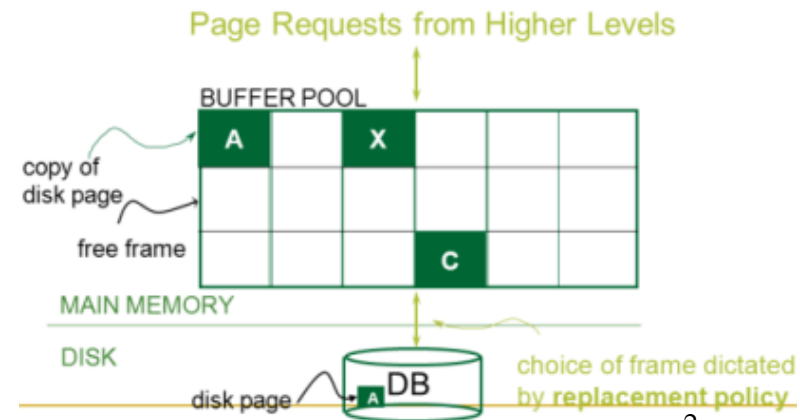 Page Requests from Higher Levels
BUFFER POOL
A
X
copy of
disk page
free frame
C
MAIN MEMORY
DISK
choice of frame dictated
by replacement policy
DB
A
disk page